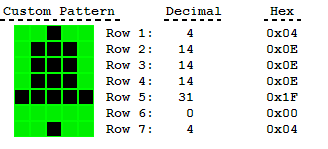 Custom Pattern Decimal Hex
Row 1: 4 0x04
Row 2: 14 0x0E
Row 3: 14 0x0E
Row 4: 14 0x0E
Row 5: 31 0x1F
Row 6: 0 0x00
Row 7: 4 0x04